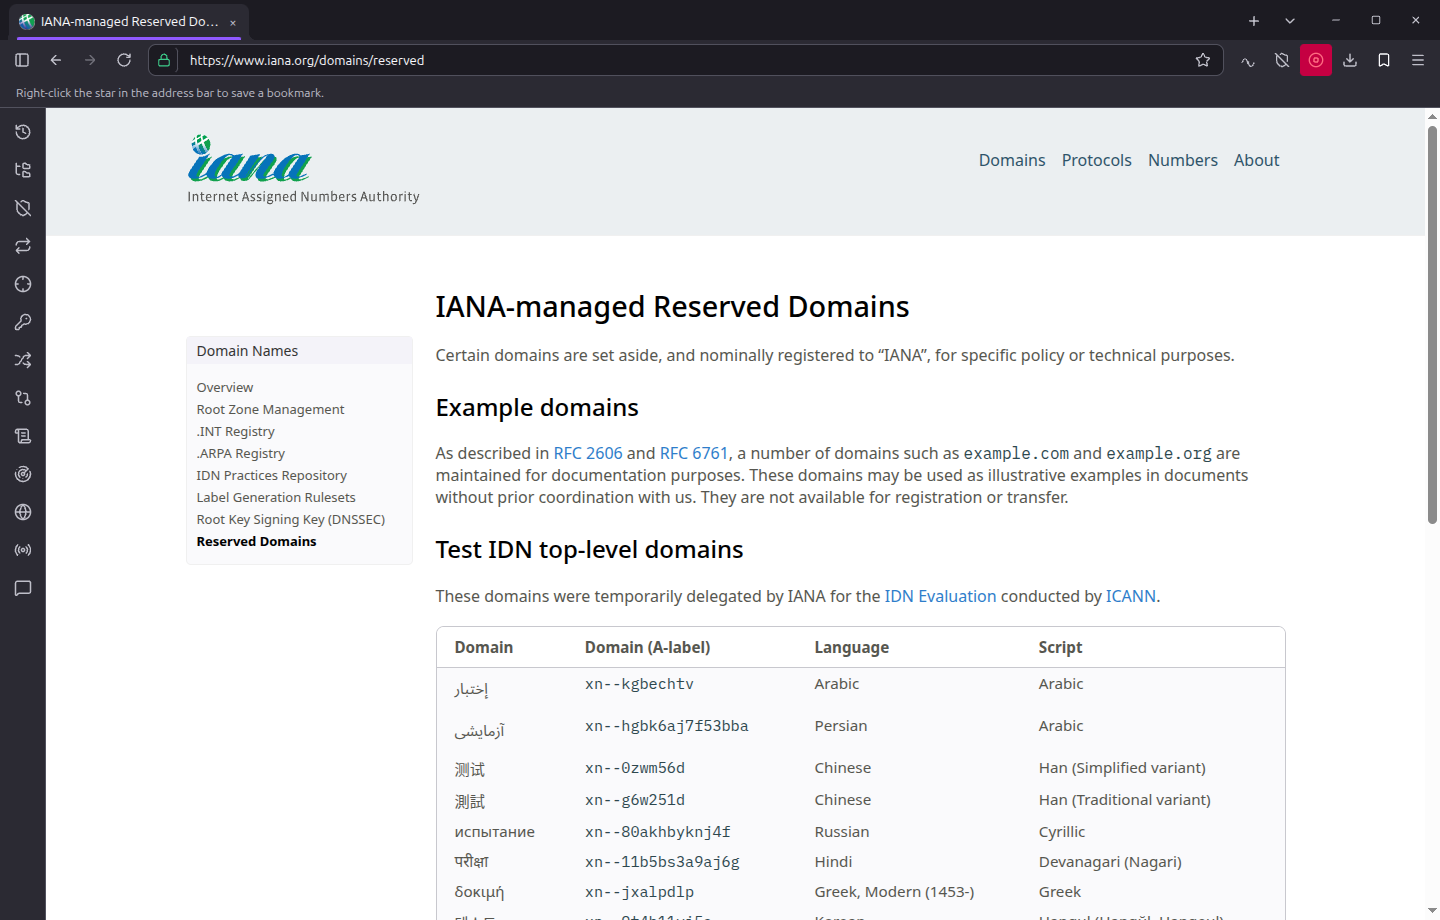 IANA-managed Reserved Do…
https://www.iana.org/domains/reserved
Right-click the star in the address bar to save a bookmark.
iana
Internet Assigned Numbers Authority
Domains Protocols Numbers About
Domain Names
Overview
Root Zone Management
.INT Registry
.ARPA Registry
IDN Practices Repository
Label Generation Rulesets
Root Key Signing Key (DNSSEC)
Reserved Domains
IANA-managed Reserved Domains
Certain domains are set aside, and nominally registered to “IANA”, for specific policy or technical purposes.
Example domains
As described in RFC 2606 and RFC 6761, a number of domains such as example.com and example.org are
maintained for documentation purposes. These domains may be used as illustrative examples in documents
without prior coordination with us. They are not available for registration or transfer.
Test IDN top-level domains
These domains were temporarily delegated by IANA for the IDN Evaluation conducted by ICANN.
Domain Domain (A-label) Language Script
إختبار xn--kgbechtv Arabic Arabic
آزمایشی xn--hgbk6aj7f53bba Persian Arabic
测试 xn--0zwm56d Chinese Han (Simplified variant)
測試 xn--g6w251d Chinese Han (Traditional variant)
испытание xn--80akhbyknj4f Russian Cyrillic
परीक्षा xn--11b5bs3a9aj6g Hindi Devanagari (Nagari)
δοκιμή xn--jxalpdlp Greek, Modern (1453-) Greek